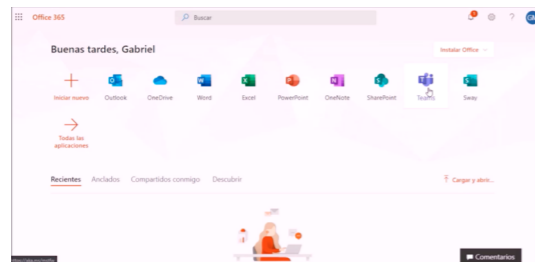 Office 365
Buscar
Buenas tardes, Gabriel
Instalar Office
Iniciar nuevo
Outlook
OneDrive
Word
Excel
PowerPoint
OneNote
SharePoint
Teams
Sway
Todas las
aplicaciones
Recientes Anclados Compartidos conmigo Descubrir
Cargar y abrir...
Comentarios